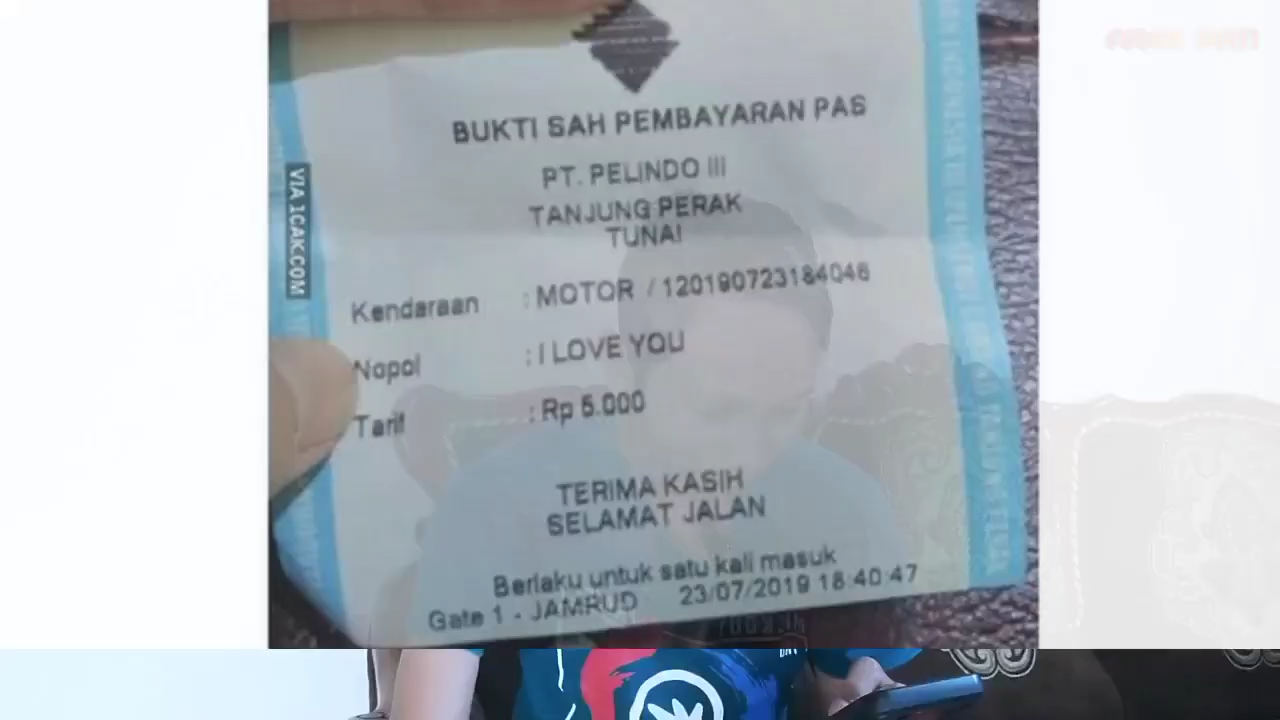 BUKTI SAH PEMBAYARAN PAS
PT. PELINDO III
TANJUNG PERAK
TUNAI
Kendaraan : MOTOR / 120190723184046
Nopol : I LOVE YOU
Tarif : Rp 5.000
TERIMA KASIH
SELAMAT JALAN
Berlaku untuk satu kali masuk
Gate 1 - JAMRUD 23/07/2019 18:40:47
VIA 1CAK.COM